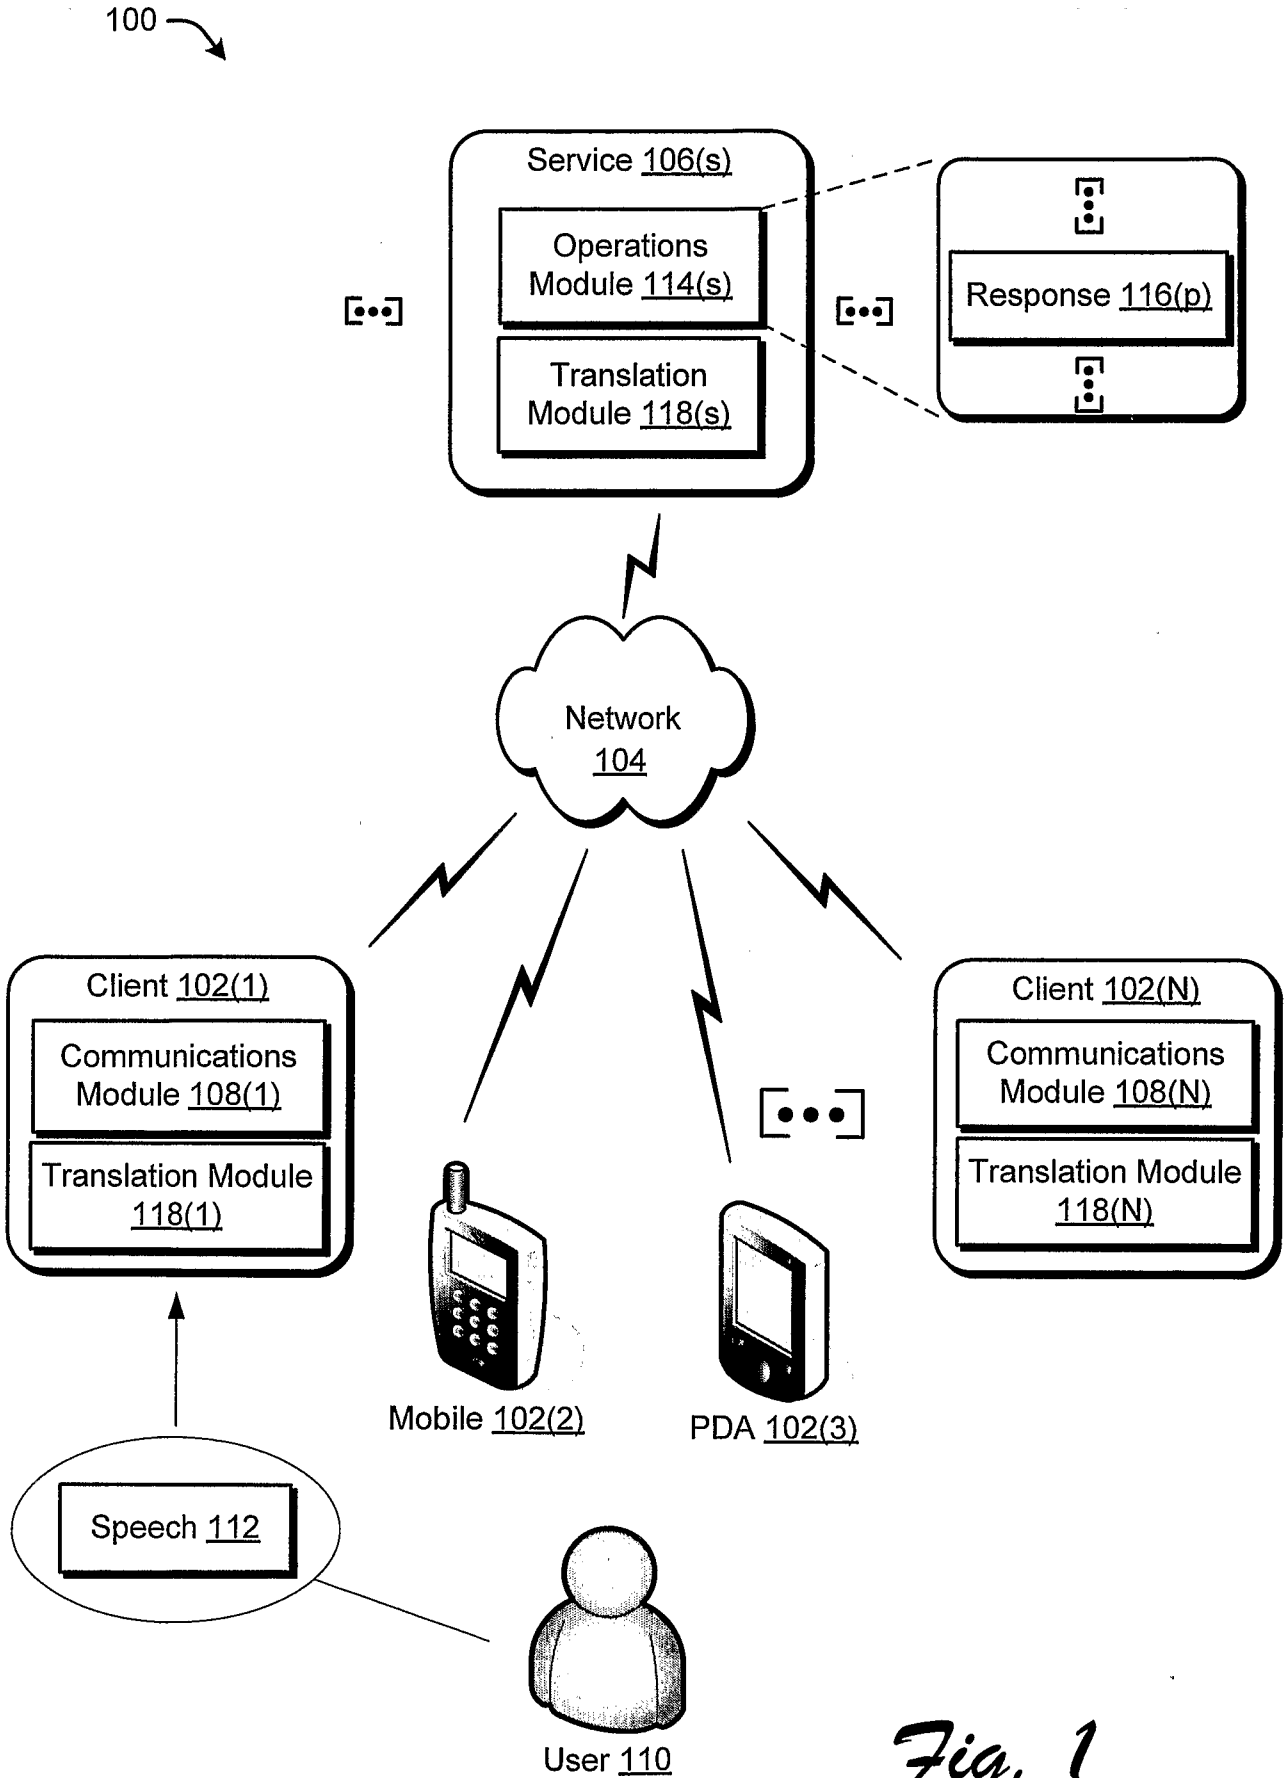 100
Service 106(s)
Operations
Module 114(s)
Translation
Module 118(s)
Response 116(p)
Network
104
Client 102(1)
Communications
Module 108(1)
Translation Module
118(1)
Client 102(N)
Communications
Module 108(N)
Translation Module
118(N)
Mobile 102(2)
PDA 102(3)
Speech 112
User 110
Fig. 1